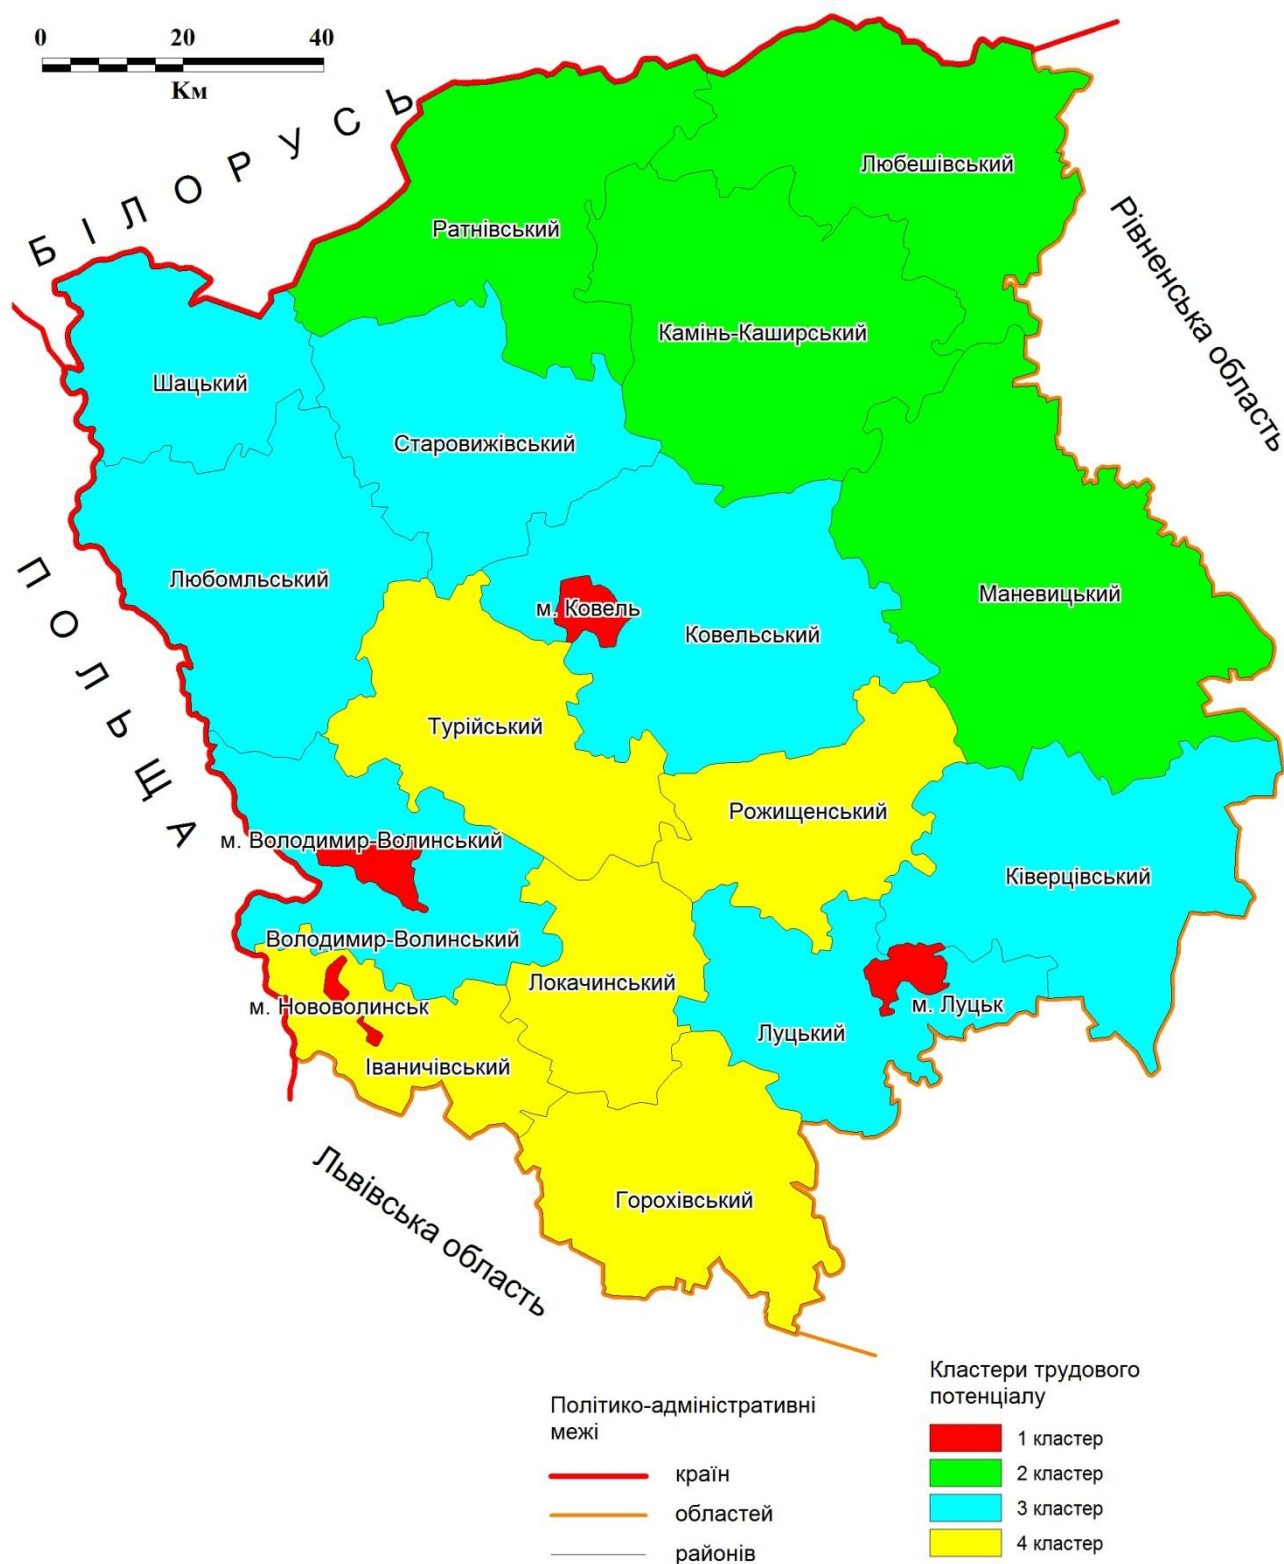 0 20 40
Км
БІЛОРУСЬ
Любешівський
Ратнівський
Рівненська область
Камінь-Каширський
Шацький
Старовижівський
Любомльський
Маневицький
м. Ковель
Ковельський
ПОЛЬЩА
Турійський
Рожищенський
м. Володимир-Волинський
Ківерцівський
Володимир-Волинський
Локачинський
м. Нововолинськ
м. Луцьк
Луцький
Іваничівський
Горохівський
Львівська область
Політико-адміністративні
межі
країн
областей
районів
Кластери трудового
потенціалу
1 кластер
2 кластер
3 кластер
4 кластер